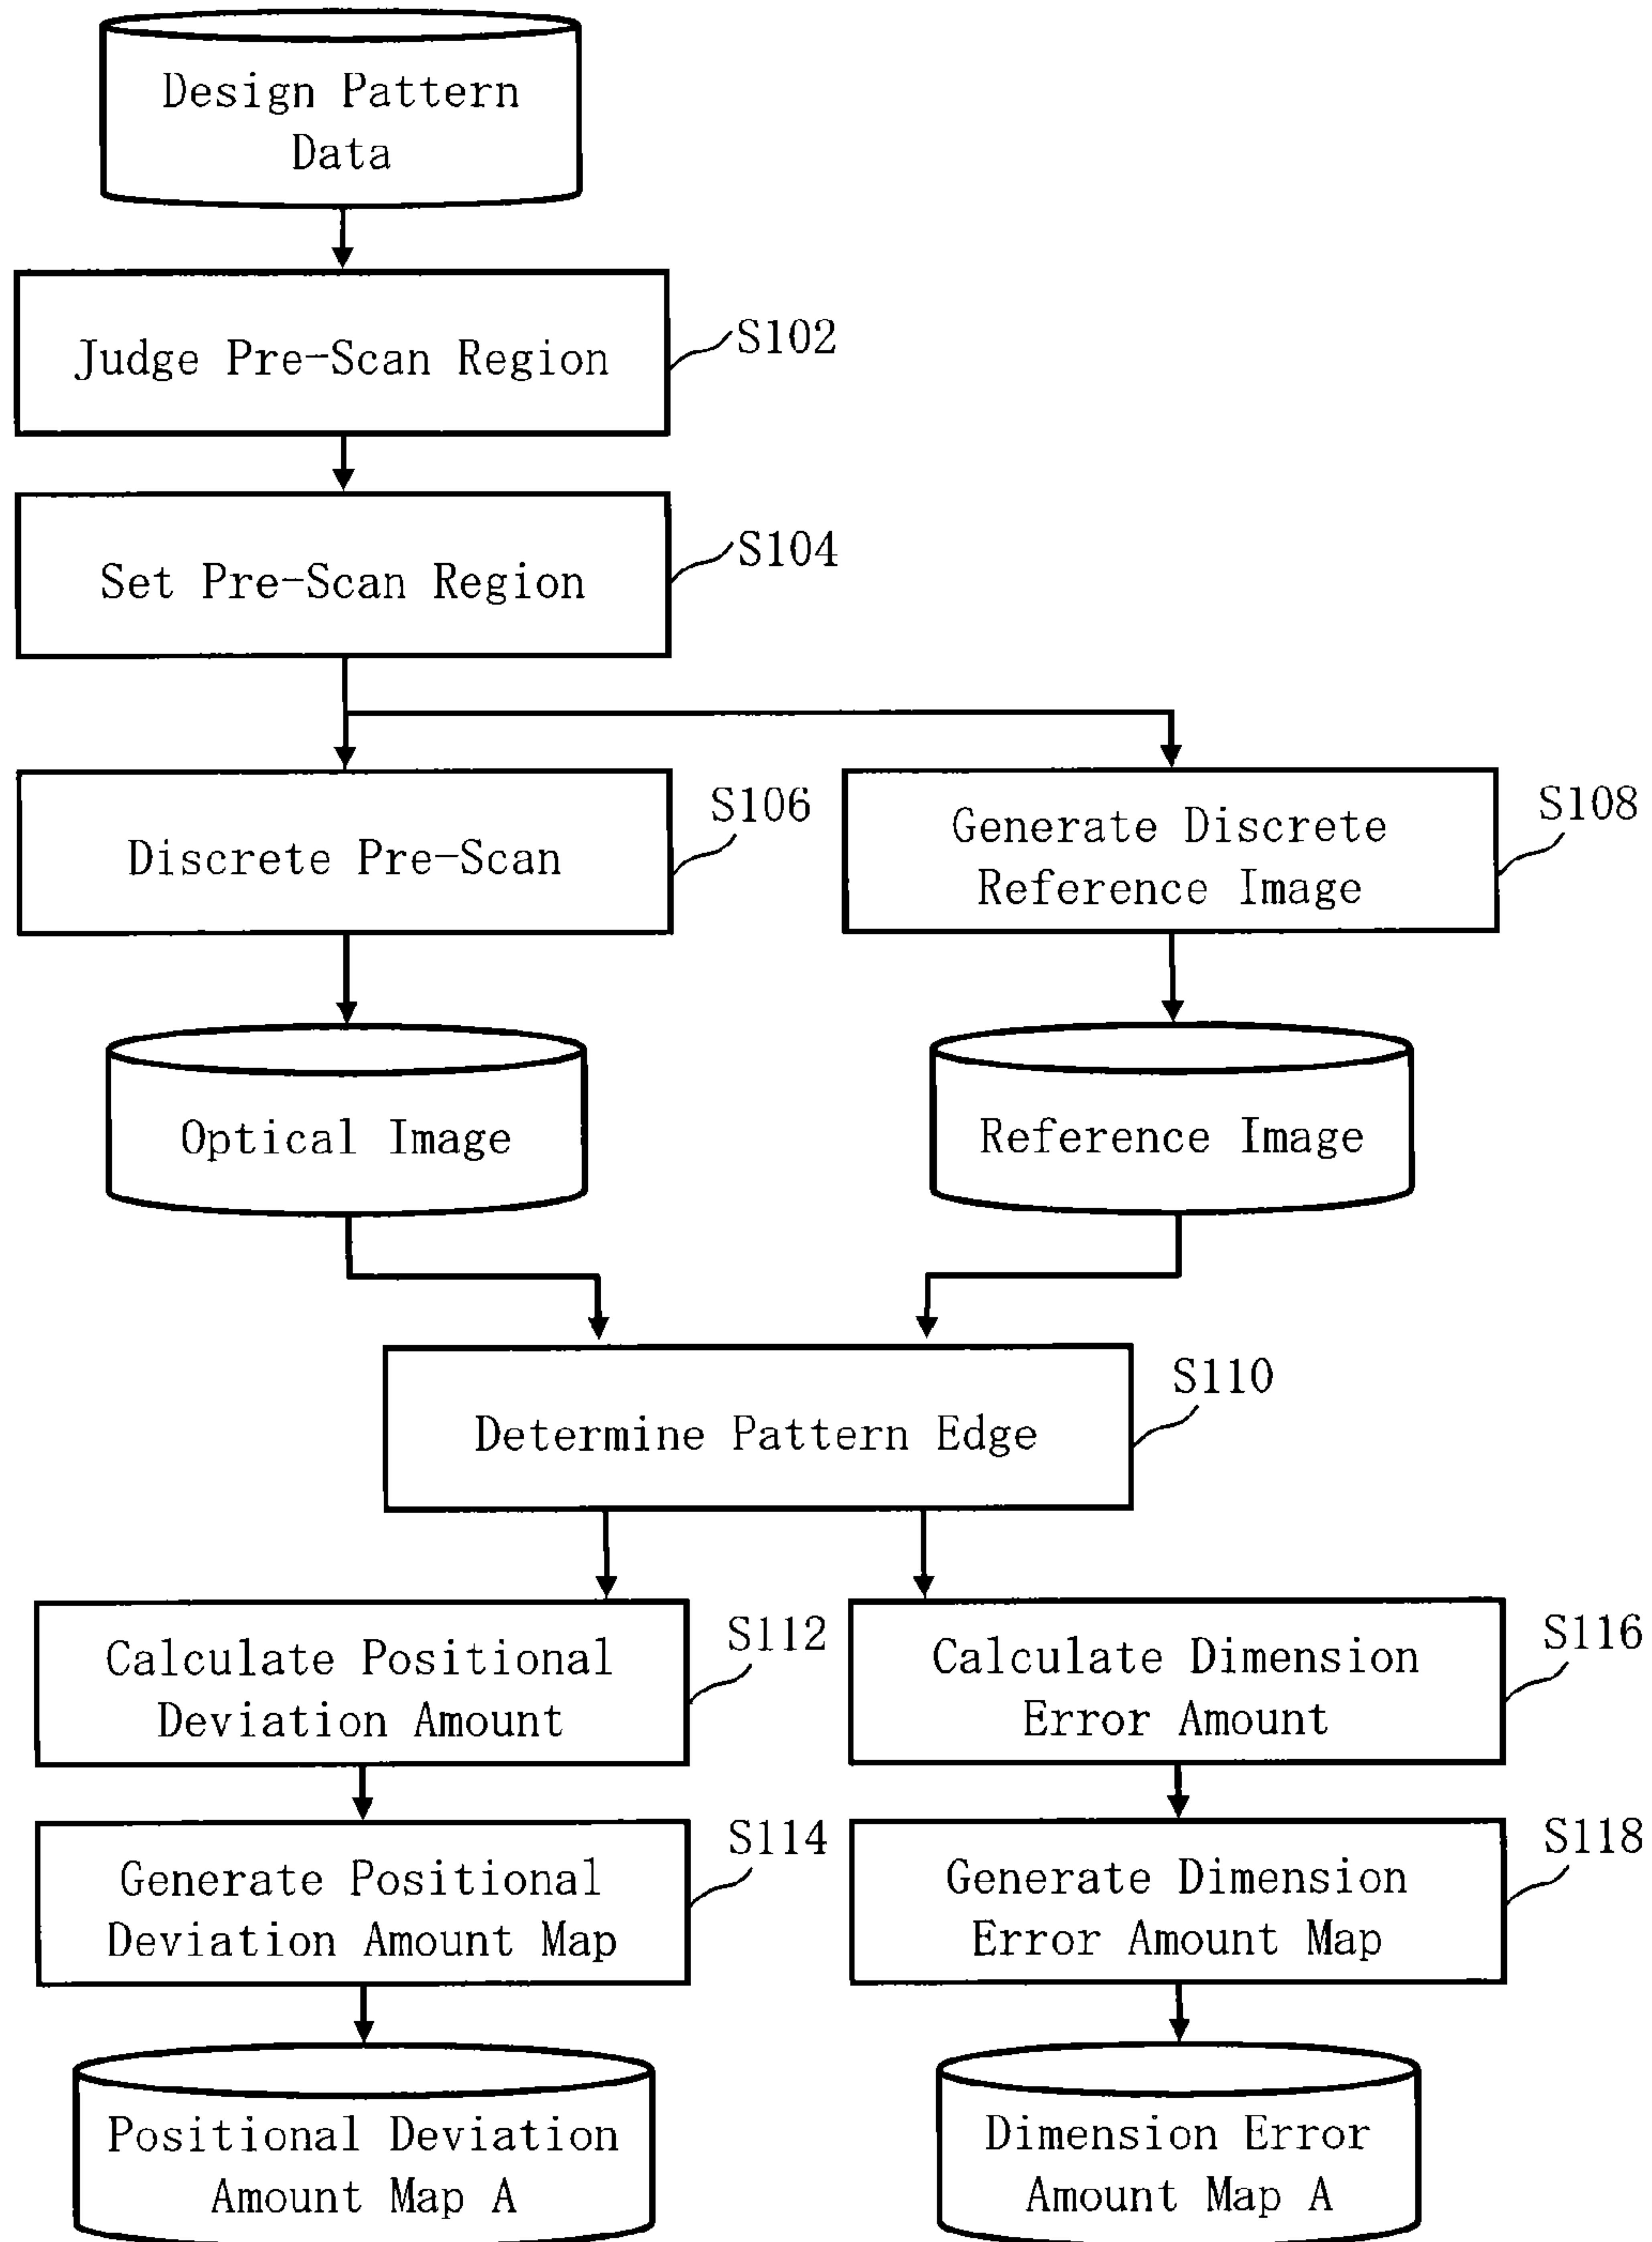 Design Pattern
Data
Judge Pre-Scan Region
S102
Set Pre-Scan Region
S104
Discrete Pre-Scan
S106
Generate Discrete
Reference Image
S108
Optical Image
Reference Image
Determine Pattern Edge
S110
Calculate Positional
Deviation Amount
S112
Calculate Dimension
Error Amount
S116
Generate Positional
Deviation Amount Map
S114
Generate Dimension
Error Amount Map
S118
Positional Deviation
Amount Map A
Dimension Error
Amount Map A